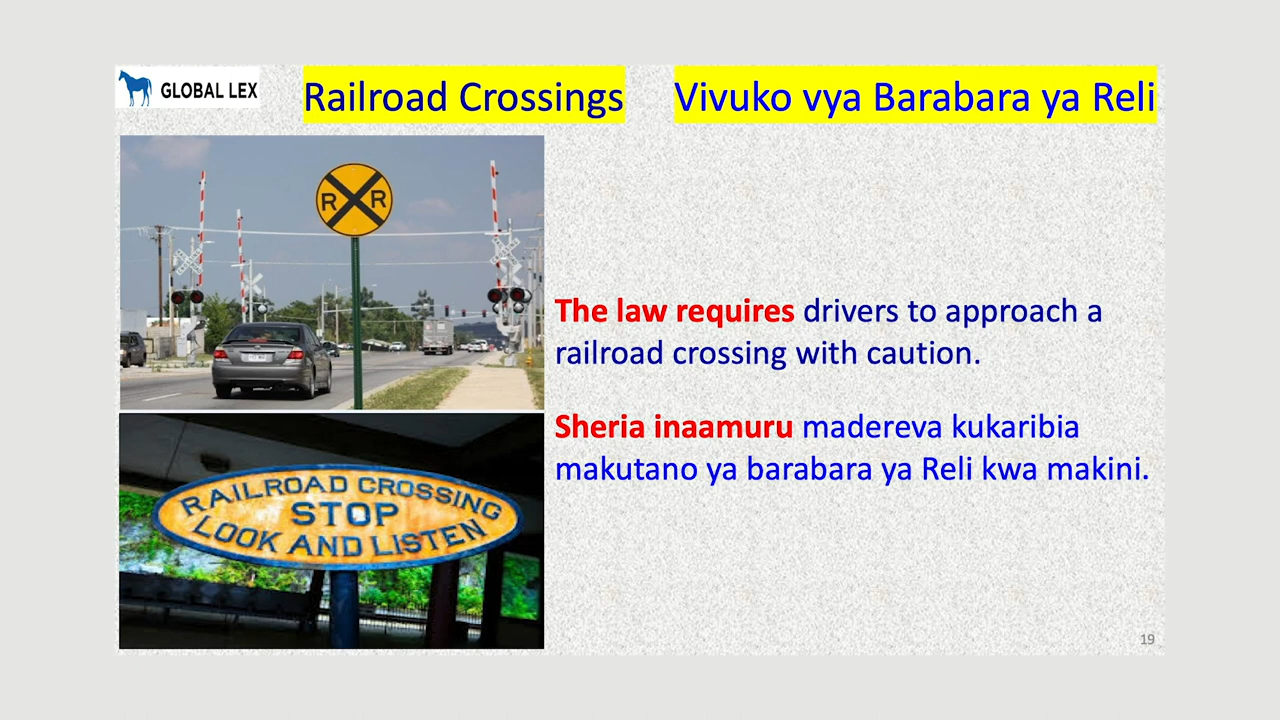 GLOBAL LEX
Railroad Crossings
Vivuko vya Barabara ya Reli
R R
The law requires drivers to approach a
railroad crossing with caution.
Sheria inaamuru madereva kukaribia
makutano ya barabara ya Reli kwa makini.
RAILROAD CROSSING
STOP
LOOK AND LISTEN
19